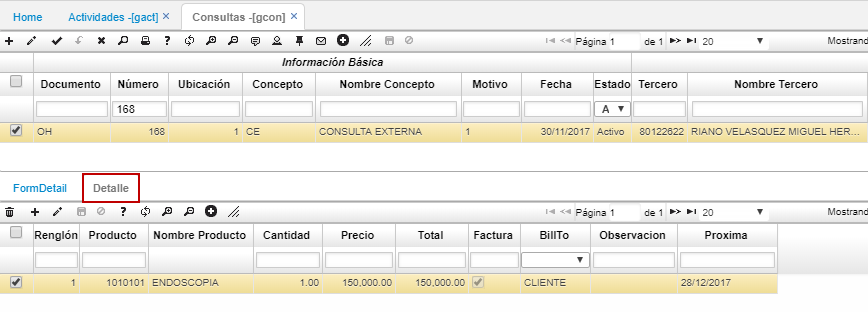 Home Actividades -[gact] × Consultas -[gcon] ×
Página 1 de 1 20 Mostrand
Información Básica
Documento Número Ubicación Concepto Nombre Concepto Motivo Fecha Estado Tercero Nombre Tercero
168 A
OH 168 1 CE CONSULTA EXTERNA 1 30/11/2017 Activo 80122622 RIANO VELASQUEZ MIGUEL HER...
FormDetail Detalle
Página 1 de 1 20 Mostrand
Renglón Producto Nombre Producto Cantidad Precio Total Factura BillTo Observacion Proxima
1 1010101 ENDOSCOPIA 1.00 150,000.00 150,000.00 CLIENTE 28/12/2017